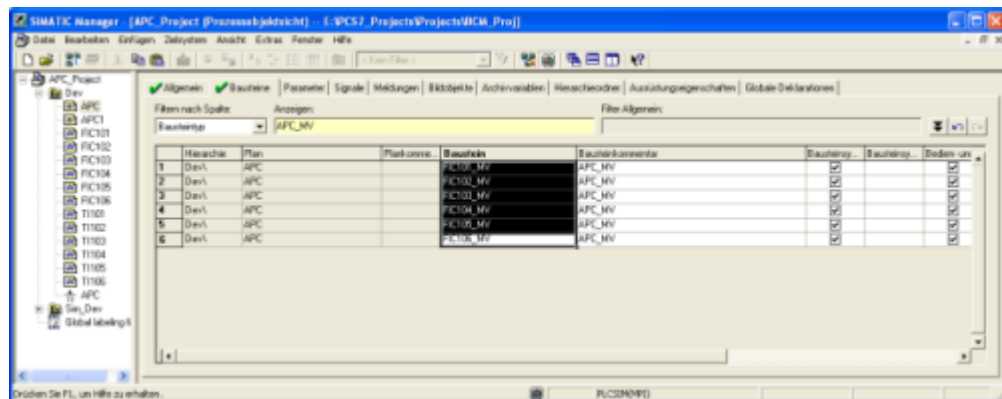 SIMATIC Manager - [APC_Project (Prozessobjektsicht) -- E:\PCS7_Projects\Projects\BCM_Proj]
Datei Bearbeiten Einfügen Zielsystem Ansicht Extras Fenster Hilfe
< Kein Filter >
APC_Project
Dev
APC
APC1
FIC101
FIC102
FIC103
FIC104
FIC105
FIC106
TI101
TI102
TI103
TI104
TI105
TI106
APC
Sim_Dev
Global labeling
Allgemein Bausteine Parameter Signale Meldungen Bildobjekte Archivvariablen Hierarchieordner Ausrüstungseigenschaften Globale Deklarationen
Filtern nach Spalte: Anzeigen: Filter Allgemein:
Bausteintyp APC_MV
Hierarchie Plan Plankomme... Baustein Bausteinkommentar Bausteinsy... Bausteinsy... Bedien- un
1 Dev\ APC FIC101_MV APC_MV
2 Dev\ APC FIC102_MV APC_MV
3 Dev\ APC FIC103_MV APC_MV
4 Dev\ APC FIC104_MV APC_MV
5 Dev\ APC FIC105_MV APC_MV
6 Dev\ APC FIC106_MV APC_MV
Drücken Sie F1, um Hilfe zu erhalten. PLCSIM(MPI)